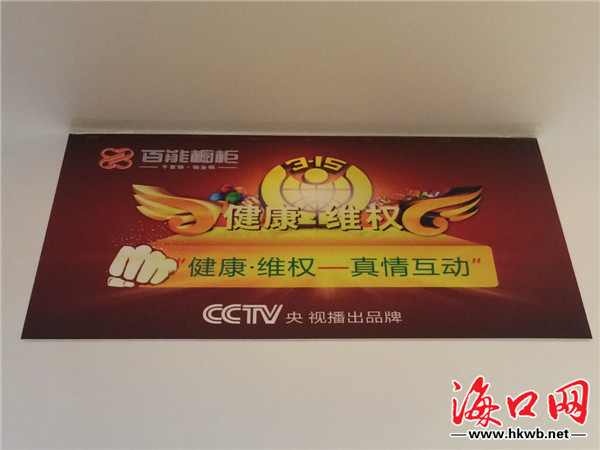 百能橱柜
3·15
健康·维权
"健康·维权——真情互动"
CCTV 央 视播出品牌
海口网
www.hkwb.net